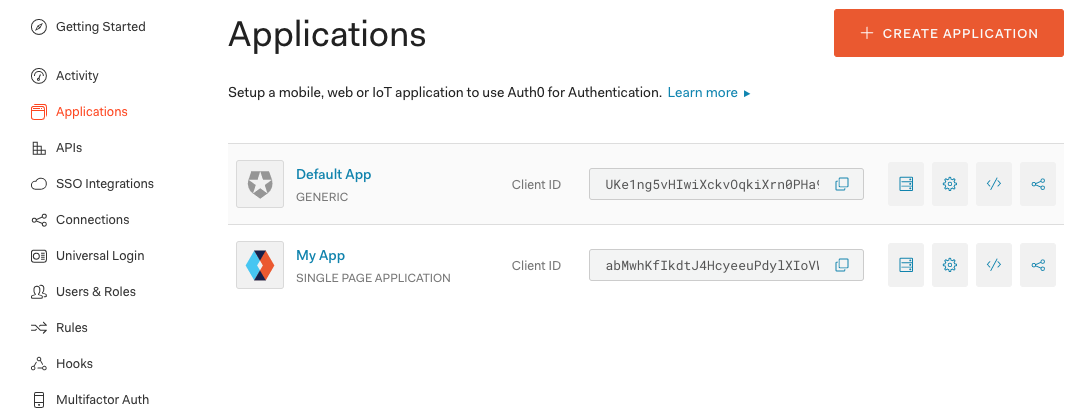 Getting Started
Activity
Applications
APIs
SSO Integrations
Connections
Universal Login
Users & Roles
Rules
Hooks
Multifactor Auth
Applications
+ CREATE APPLICATION
Setup a mobile, web or IoT application to use Auth0 for Authentication. Learn more ▸
Default App
GENERIC
Client ID
UKe1ng5vHIwiXckvOqkiXrn0PHa
My App
SINGLE PAGE APPLICATION
Client ID
abMwhKfIkdtJ4HcyeeuPdylXIoV